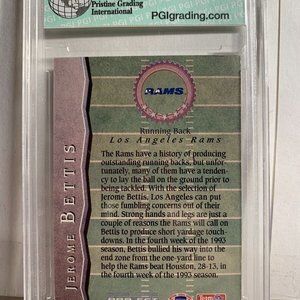 Pristine Grading
International
PGIgrading.com
RAMS
Running Back
Los Angeles Rams
The Rams have a history of producing
outstanding running backs, but unfor-
tunately, many of them have a tenden-
cy to lay the ball on the ground prior to
being tackled. With the selection of
Jerome Bettis, Los Angeles can put
those fumbling concerns out of their
mind. Strong hands and legs are just a
couple of reasons the Rams will call on
Bettis to produce short yardage touch-
downs. In the fourth week of the 1993
season, Bettis bullied his way into the
end zone from the one-yard line to
help the Rams beat Houston, 28-13, in
the fourth week of the 1993 season.
JEROME BETTIS
PRO SET